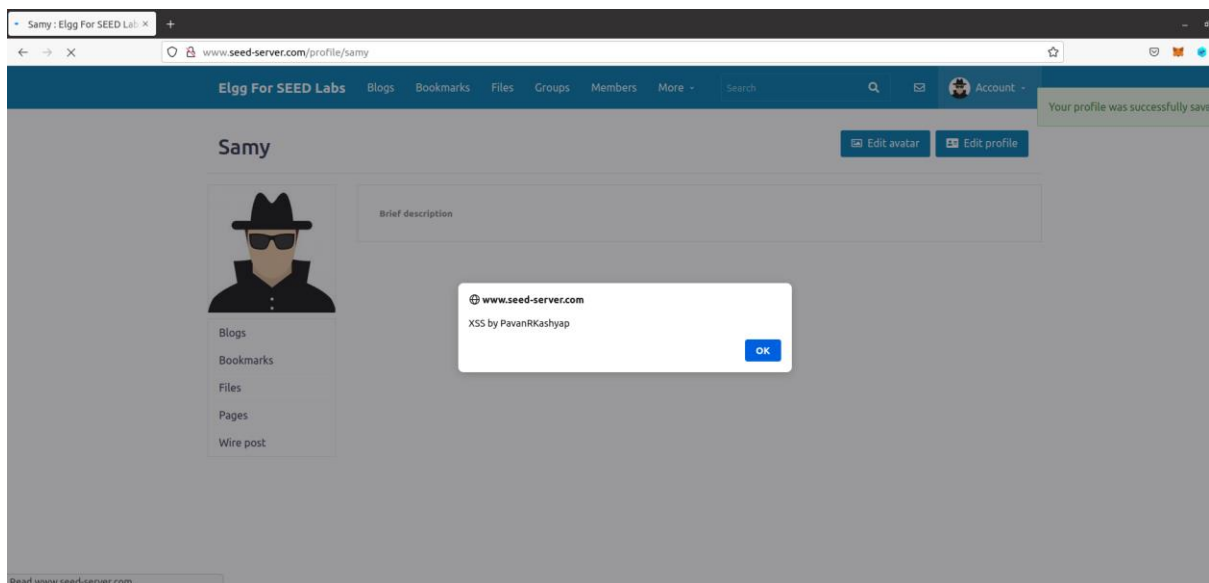 Samy : Elgg For SEED Lab
www.seed-server.com/profile/samy
Elgg For SEED Labs Blogs Bookmarks Files Groups Members More Search Account
Your profile was successfully save
Samy
Edit avatar Edit profile
Brief description
www.seed-server.com
XSS by PavanRKashyap
OK
Blogs
Bookmarks
Files
Pages
Wire post
Read www.seed-server.com